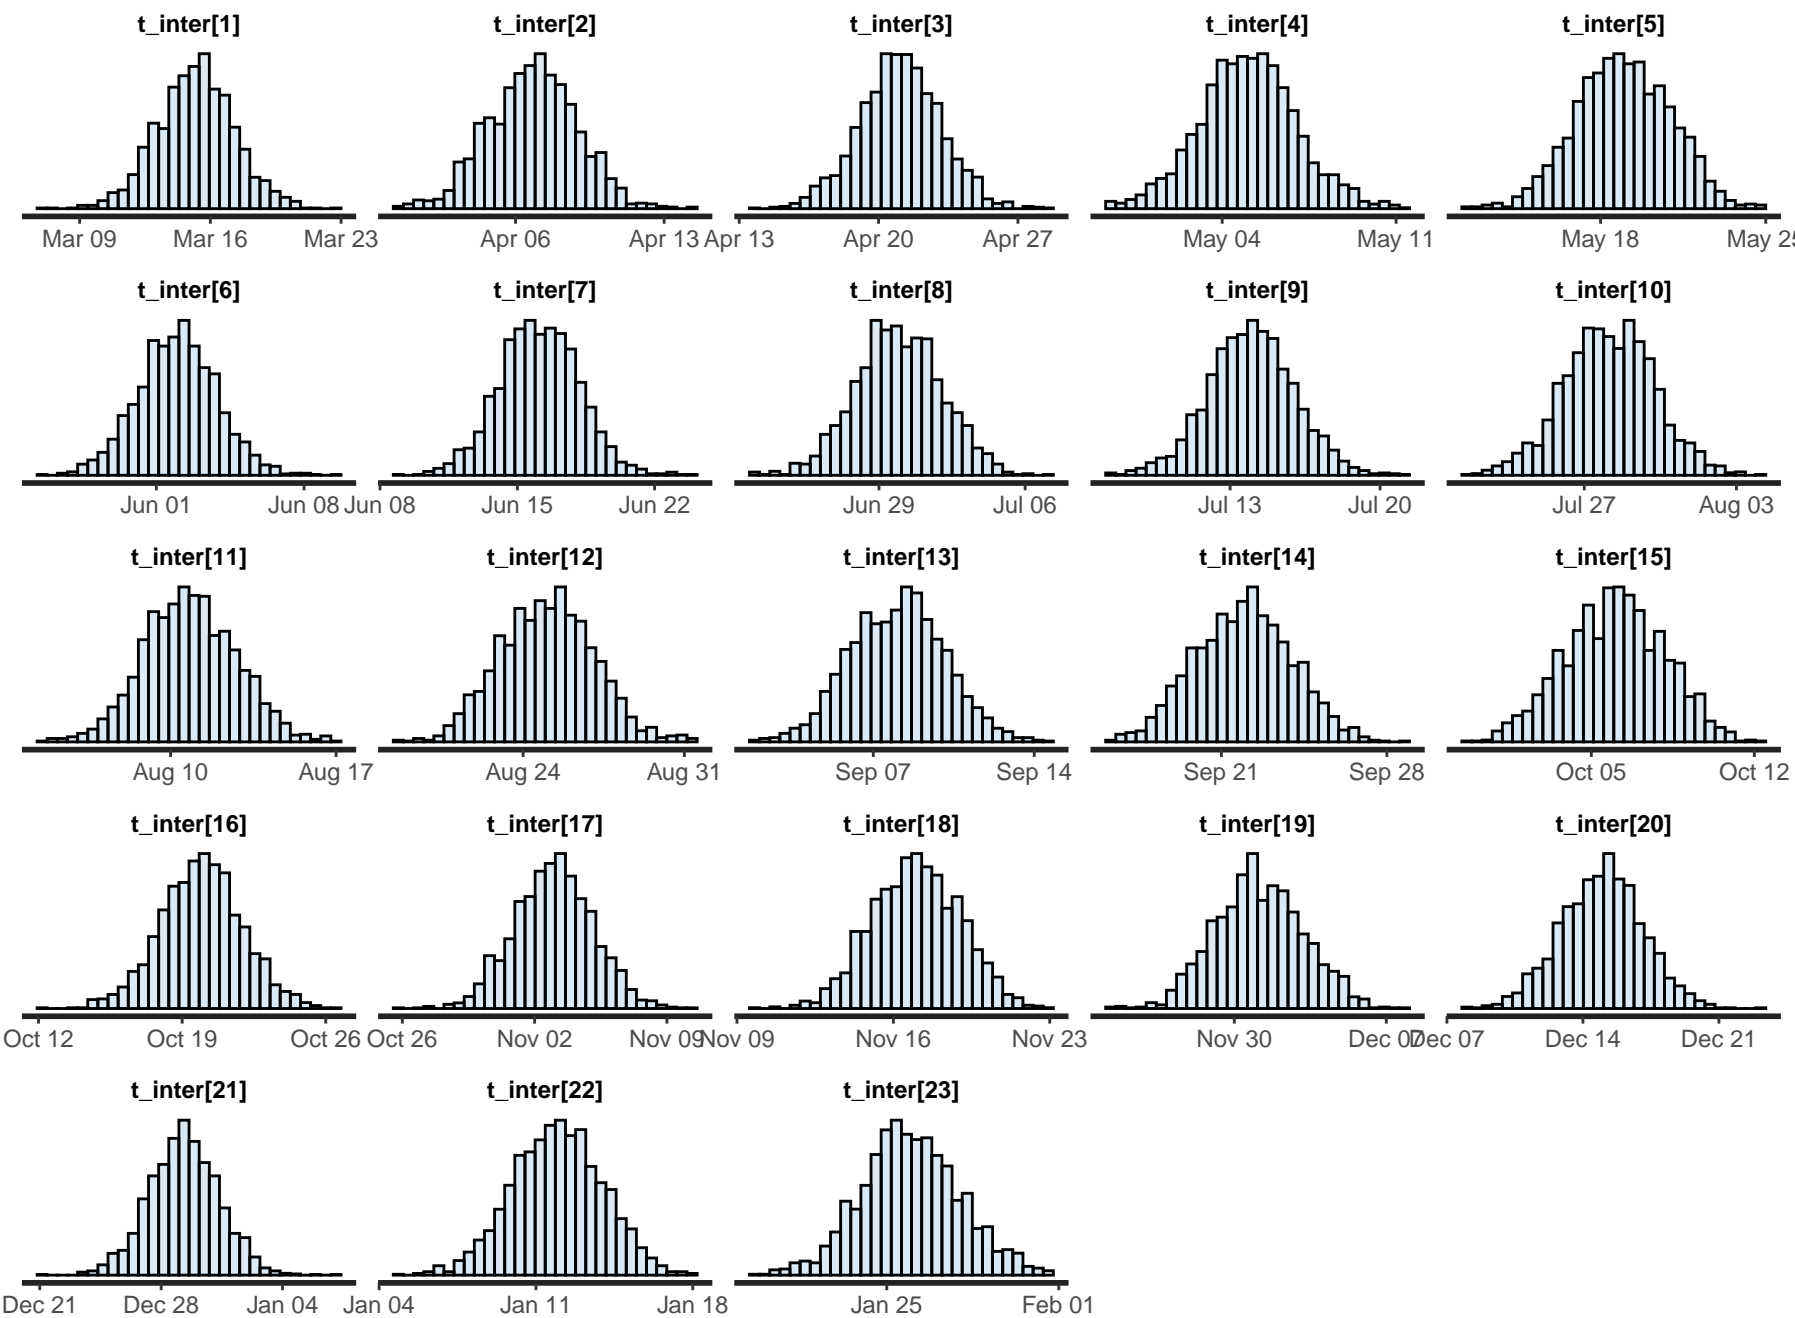 t_inter[1] t_inter[2] t_inter[3] t_inter[4] t_inter[5]
Mar 09 Mar 16 Mar 23 Apr 06 Apr 13 Apr 13 Apr 20 Apr 27 May 04 May 11 May 18 May 25
t_inter[6] t_inter[7] t_inter[8] t_inter[9] t_inter[10]
Jun 01 Jun 08 Jun 08 Jun 15 Jun 22 Jun 29 Jul 06 Jul 13 Jul 20 Jul 27 Aug 03
t_inter[11] t_inter[12] t_inter[13] t_inter[14] t_inter[15]
Aug 10 Aug 17 Aug 24 Aug 31 Sep 07 Sep 14 Sep 21 Sep 28 Oct 05 Oct 12
t_inter[16] t_inter[17] t_inter[18] t_inter[19] t_inter[20]
Oct 12 Oct 19 Oct 26 Oct 26 Nov 02 Nov 09 Nov 09 Nov 16 Nov 23 Nov 30 Dec 07 Dec 07 Dec 14 Dec 21
t_inter[21] t_inter[22] t_inter[23]
Dec 21 Dec 28 Jan 04 Jan 04 Jan 11 Jan 18 Jan 25 Feb 01